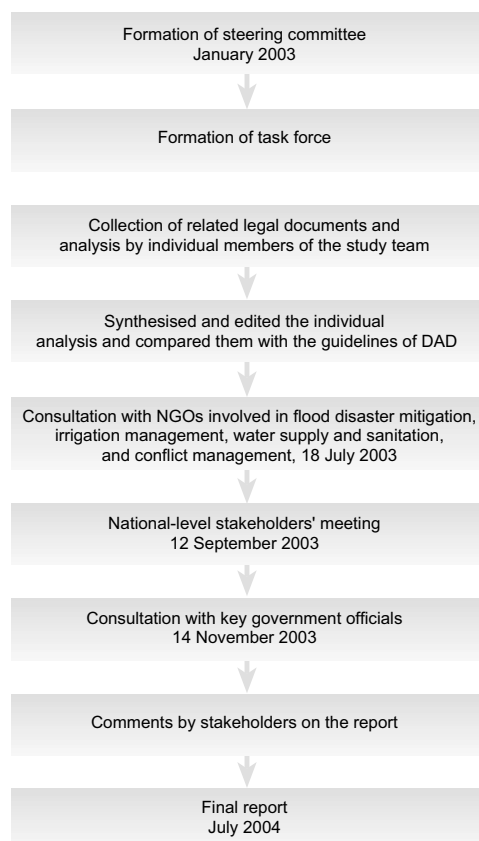 Formation of steering committee
January 2003
Formation of task force
Collection of related legal documents and
analysis by individual members of the study team
Synthesised and edited the individual
analysis and compared them with the guidelines of DAD
Consultation with NGOs involved in flood disaster mitigation,
irrigation management, water supply and sanitation,
and conflict management, 18 July 2003
National-level stakeholders' meeting
12 September 2003
Consultation with key government officials
14 November 2003
Comments by stakeholders on the report
Final report
July 2004